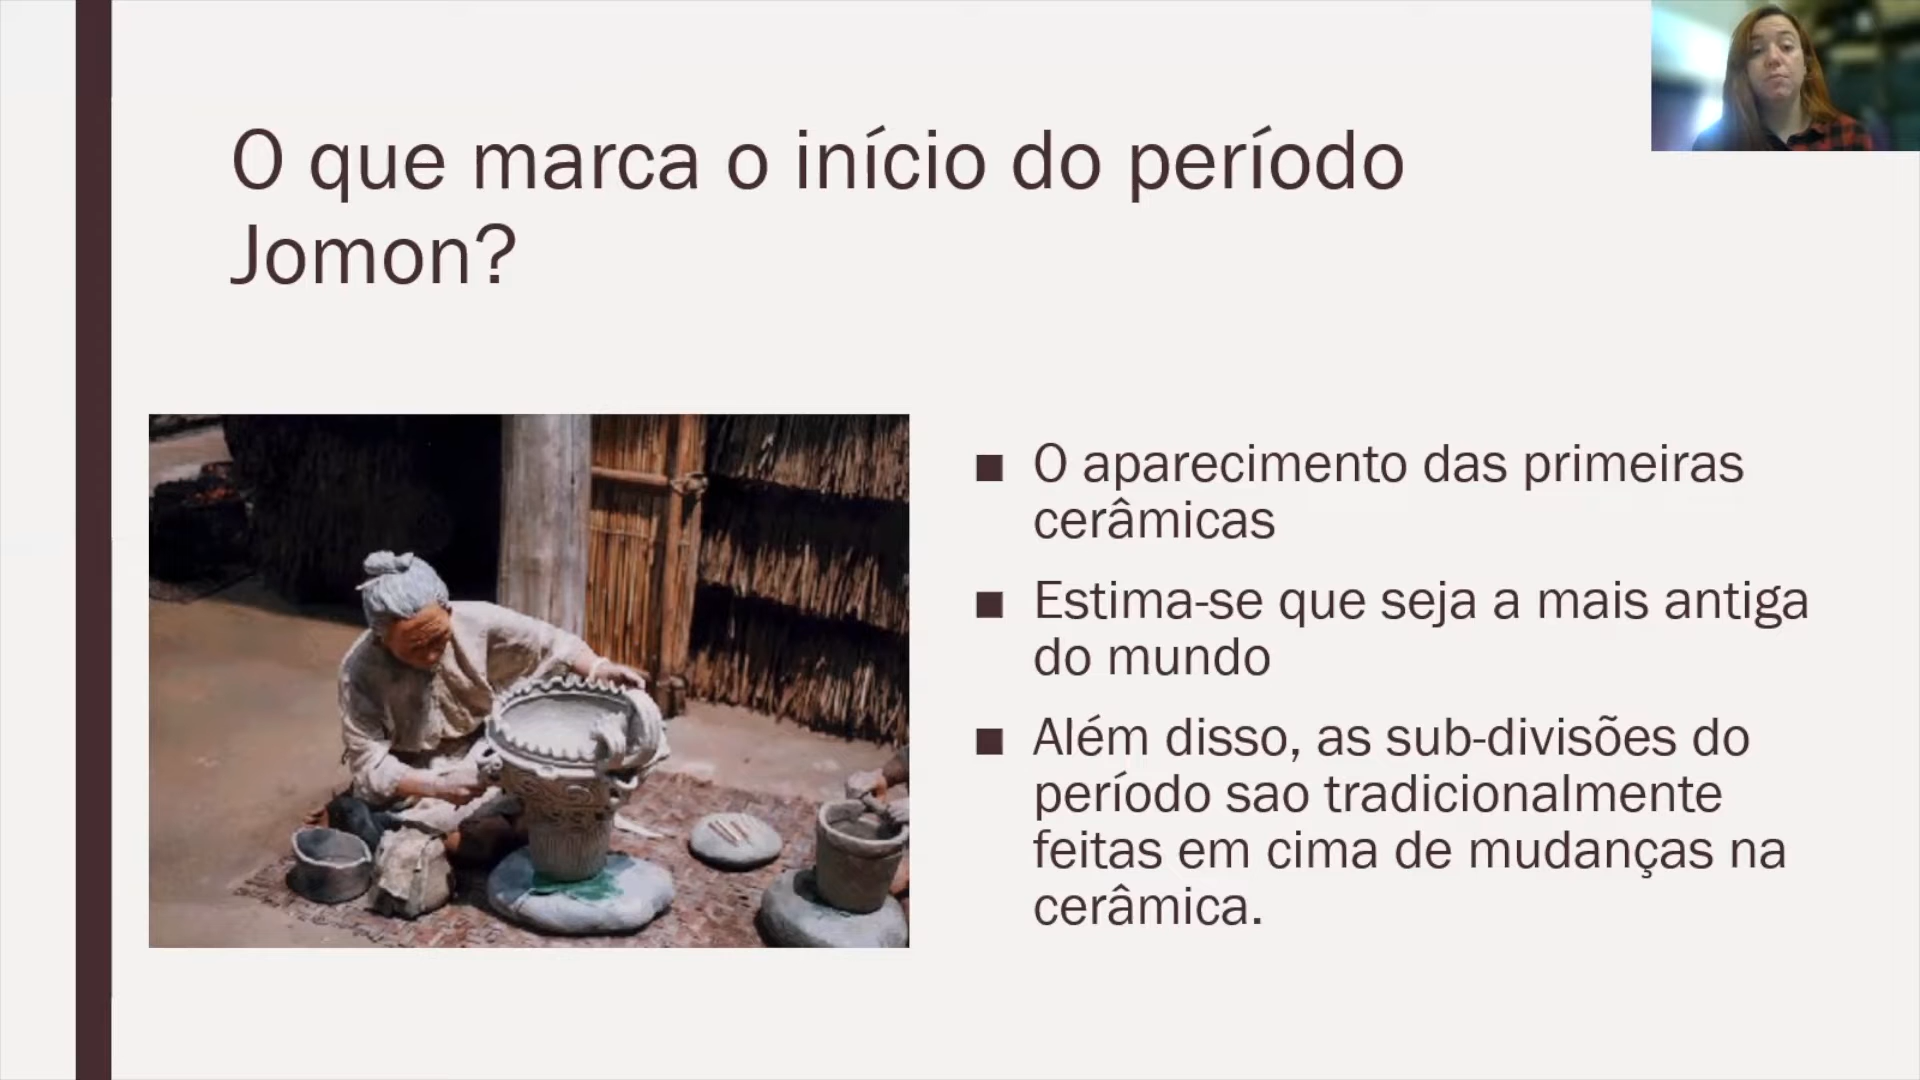 O que marca o início do período
Jomon?
■ O aparecimento das primeiras
cerâmicas
■ Estima-se que seja a mais antiga
do mundo
■ Além disso, as sub-divisões do
período sao tradicionalmente
feitas em cima de mudanças na
cerâmica.